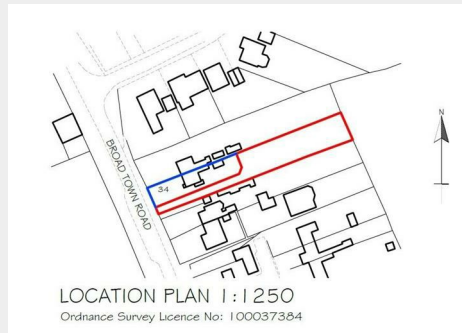 N
34
BROAD TOWN ROAD
LOCATION PLAN 1:1250
Ordnance Survey Licence No: 100037384